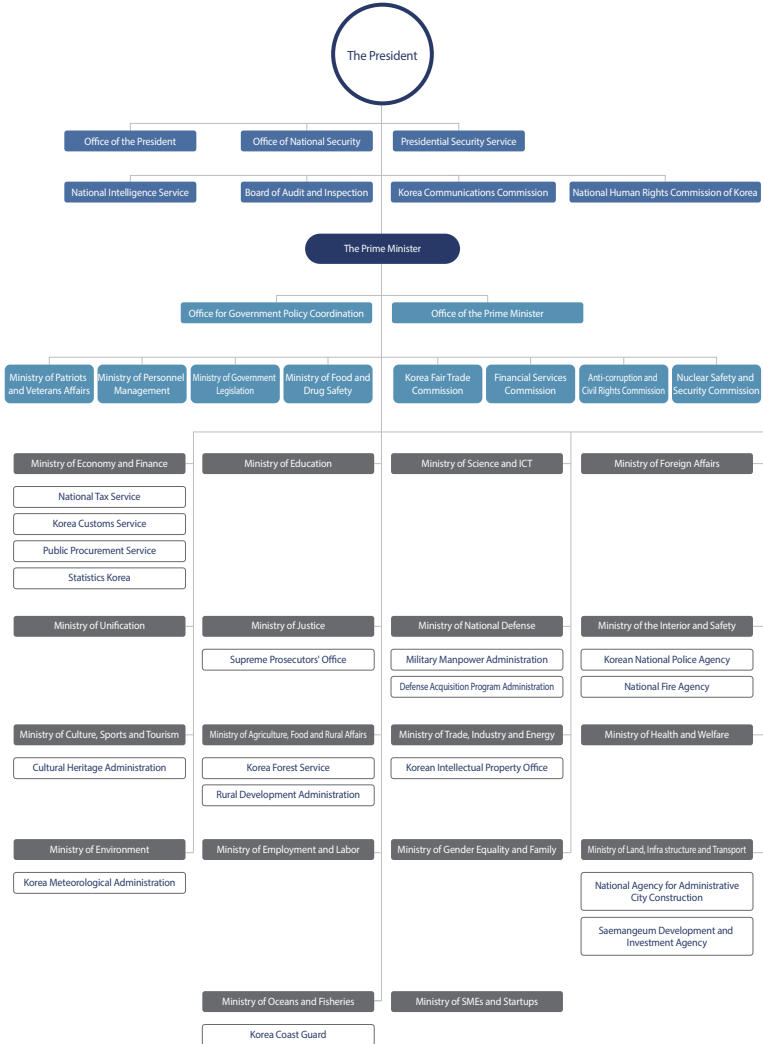 The President
Office of the President
Office of National Security
Presidential Security Service
National Intelligence Service
Board of Audit and Inspection
Korea Communications Commission
National Human Rights Commission of Korea
The Prime Minister
Office for Government Policy Coordination
Office of the Prime Minister
Ministry of Patriots
and Veterans Affairs
Ministry of Personnel
Management
Ministry of Government
Legislation
Ministry of Food and
Drug Safety
Korea Fair Trade
Commission
Financial Services
Commission
Anti-corruption and
Civil Rights Commission
Nuclear Safety and
Security Commission
Ministry of Economy and Finance
National Tax Service
Korea Customs Service
Public Procurement Service
Statistics Korea
Ministry of Education
Ministry of Science and ICT
Ministry of Foreign Affairs
Ministry of Unification
Ministry of Justice
Supreme Prosecutors' Office
Ministry of National Defense
Military Manpower Administration
Defense Acquisition Program Administration
Ministry of the Interior and Safety
Korean National Police Agency
National Fire Agency
Ministry of Culture, Sports and Tourism
Cultural Heritage Administration
Ministry of Agriculture, Food and Rural Affairs
Korea Forest Service
Rural Development Administration
Ministry of Trade, Industry and Energy
Korean Intellectual Property Office
Ministry of Health and Welfare
Ministry of Environment
Korea Meteorological Administration
Ministry of Employment and Labor
Ministry of Gender Equality and Family
Ministry of Land, Infra structure and Transport
National Agency for Administrative
City Construction
Saemangeum Development and
Investment Agency
Ministry of Oceans and Fisheries
Korea Coast Guard
Ministry of SMEs and Startups